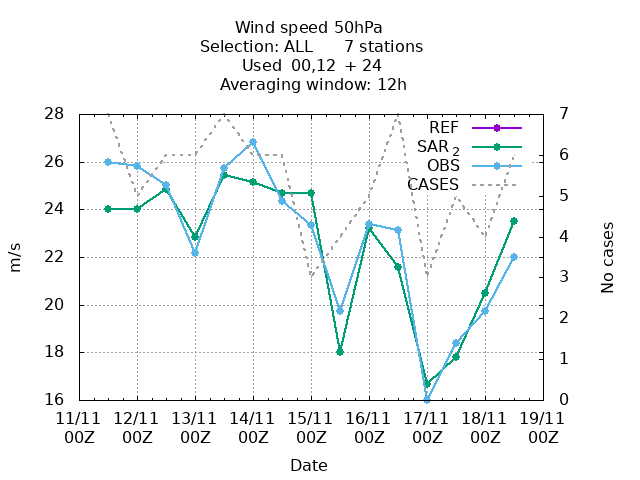 Wind speed 50hPa
Selection: ALL 7 stations
Used 00,12 + 24
Averaging window: 12h
28 7
REF
SAR 2
26 6
OBS
CASES
24 5
m/s
22 4
No cases
20 3
2
18 1
16 0
11/11 12/11 13/11 14/11 15/11 16/11 17/11 18/11 19/11
00Z 00Z 00Z 00Z 00Z 00Z 00Z 00Z 00Z
Date